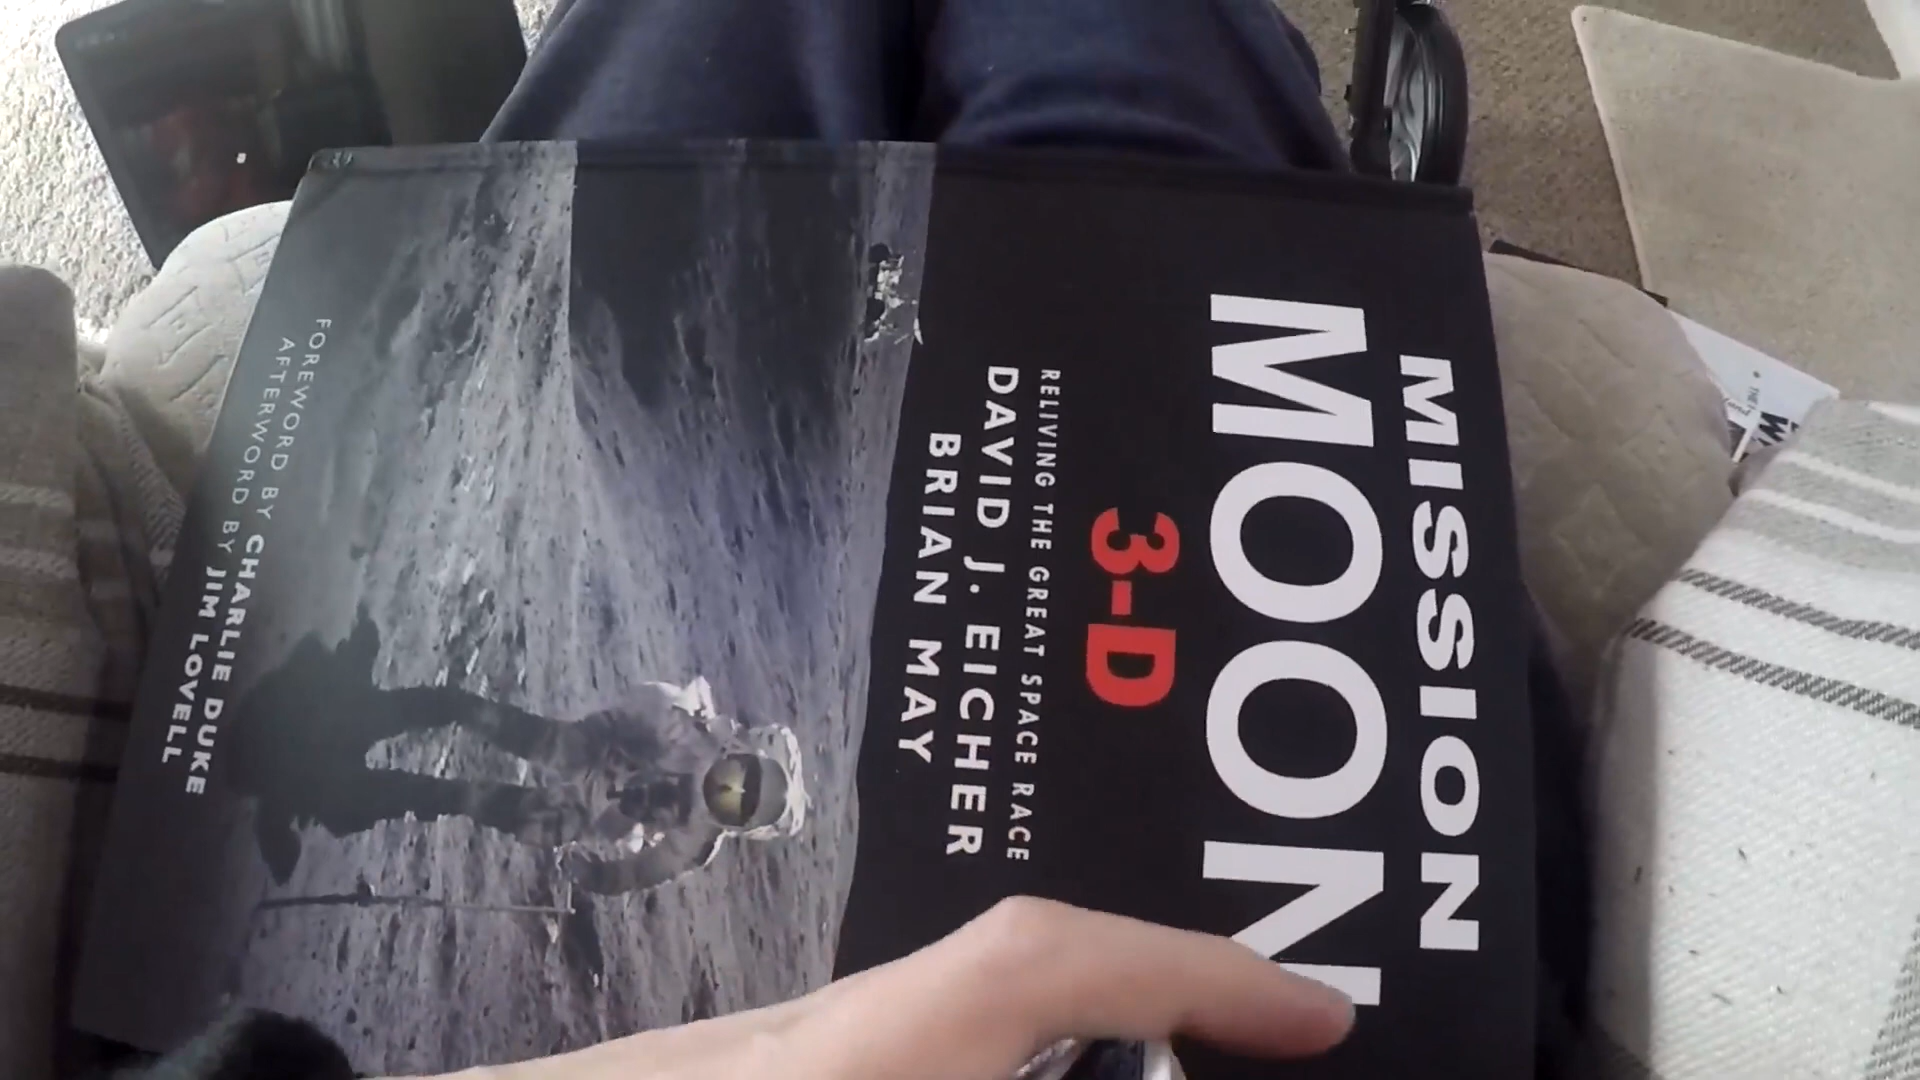 MISSION
MOON
3-D
RELIVING THE GREAT SPACE RACE
DAVID J. EICHER
BRIAN MAY
FOREWORD BY CHARLIE DUKE
AFTERWORD BY JIM LOVELL